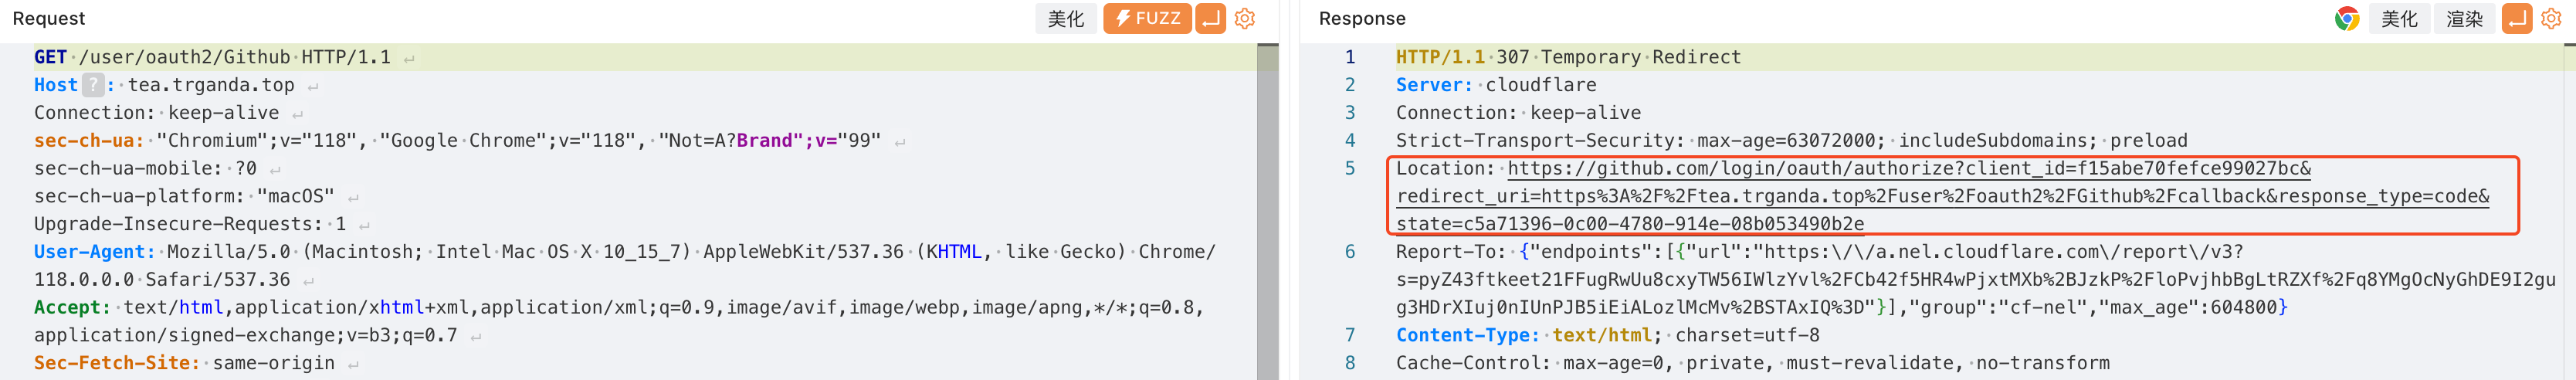 Request
美化
FUZZ
GET /user/oauth2/Github HTTP/1.1
Host ? : tea.trganda.top
Connection: keep-alive
sec-ch-ua: "Chromium";v="118", "Google Chrome";v="118", "Not=A?Brand";v="99"
sec-ch-ua-mobile: ?0
sec-ch-ua-platform: "macOS"
Upgrade-Insecure-Requests: 1
User-Agent: Mozilla/5.0 (Macintosh; Intel Mac OS X 10_15_7) AppleWebKit/537.36 (KHTML, like Gecko) Chrome/
118.0.0.0 Safari/537.36
Accept: text/html,application/xhtml+xml,application/xml;q=0.9,image/avif,image/webp,image/apng,*/*;q=0.8,
application/signed-exchange;v=b3;q=0.7
Sec-Fetch-Site: same-origin
Response
美化
渲染
1 HTTP/1.1 307 Temporary Redirect
2 Server: cloudflare
3 Connection: keep-alive
4 Strict-Transport-Security: max-age=63072000; includeSubdomains; preload
5 Location: https://github.com/login/oauth/authorize?client_id=f15abe70fefce99027bc&
redirect_uri=https%3A%2F%2Ftea.trganda.top%2Fuser%2Foauth2%2FGithub%2Fcallback&response_type=code&
state=c5a71396-0c00-4780-914e-08b053490b2e
6 Report-To: {"endpoints":[{"url":"https:\/\/a.nel.cloudflare.com\/report\/v3?
s=pyZ43ftkeet21FFugRwUu8cxyTW56IWlzYvl%2FCb42f5HR4wPjxtMXb%2BJzkP%2FloPvjhbBgLtRZXf%2Fq8YMgOcNyGhDE9I2gu
g3HDrXIuj0nIUnPJB5iEiALozlMcMv%2BSTAxIQ%3D"}],"group":"cf-nel","max_age":604800}
7 Content-Type: text/html; charset=utf-8
8 Cache-Control: max-age=0, private, must-revalidate, no-transform